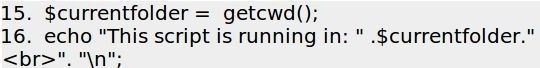 15.  $currentfolder =  getcwd();
16.  echo "This script is running in: " .$currentfolder."
<br>". "\n";